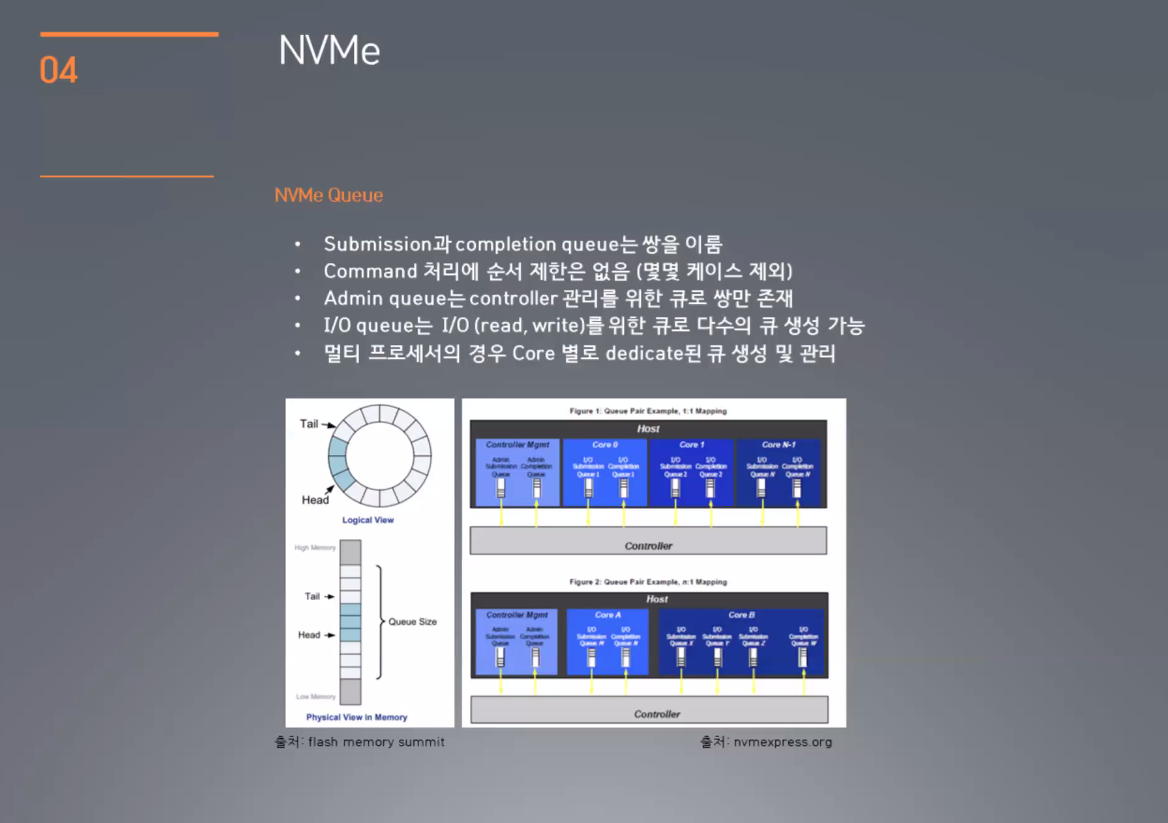 04
NVMe
NVMe Queue
• Submission과 completion queue는 쌍을 이룸
• Command 처리에 순서 제한은 없음 (몇몇 케이스 제외)
• Admin queue는 controller 관리를 위한 큐로 쌍만 존재
• I/O queue는 I/O (read, write)를 위한 큐로 다수의 큐 생성 가능
• 멀티 프로세서의 경우 Core 별로 dedicate된 큐 생성 및 관리
Tail
Head
Logical View
High Memory
Tail
Head
Queue Size
Low Memory
Physical View in Memory
출처: flash memory summit
Figure 1: Queue Pair Example, 1:1 Mapping
Host
Controller Mgmt
Core 0
Core 1
Core N-1
Admin Submission Queue
Admin Completion Queue
I/O Submission Queue 1
I/O Completion Queue 1
I/O Submission Queue 2
I/O Completion Queue 2
I/O Submission Queue N
I/O Completion Queue N
Controller
Figure 2: Queue Pair Example, n:1 Mapping
Host
Controller Mgmt
Core A
Core B
Admin Submission Queue
Admin Completion Queue
I/O Submission Queue
I/O Completion Queue
I/O Submission Queue X
I/O Submission Queue Y
I/O Submission Queue Z
I/O Completion Queue
Controller
출처: nvmexpress.org